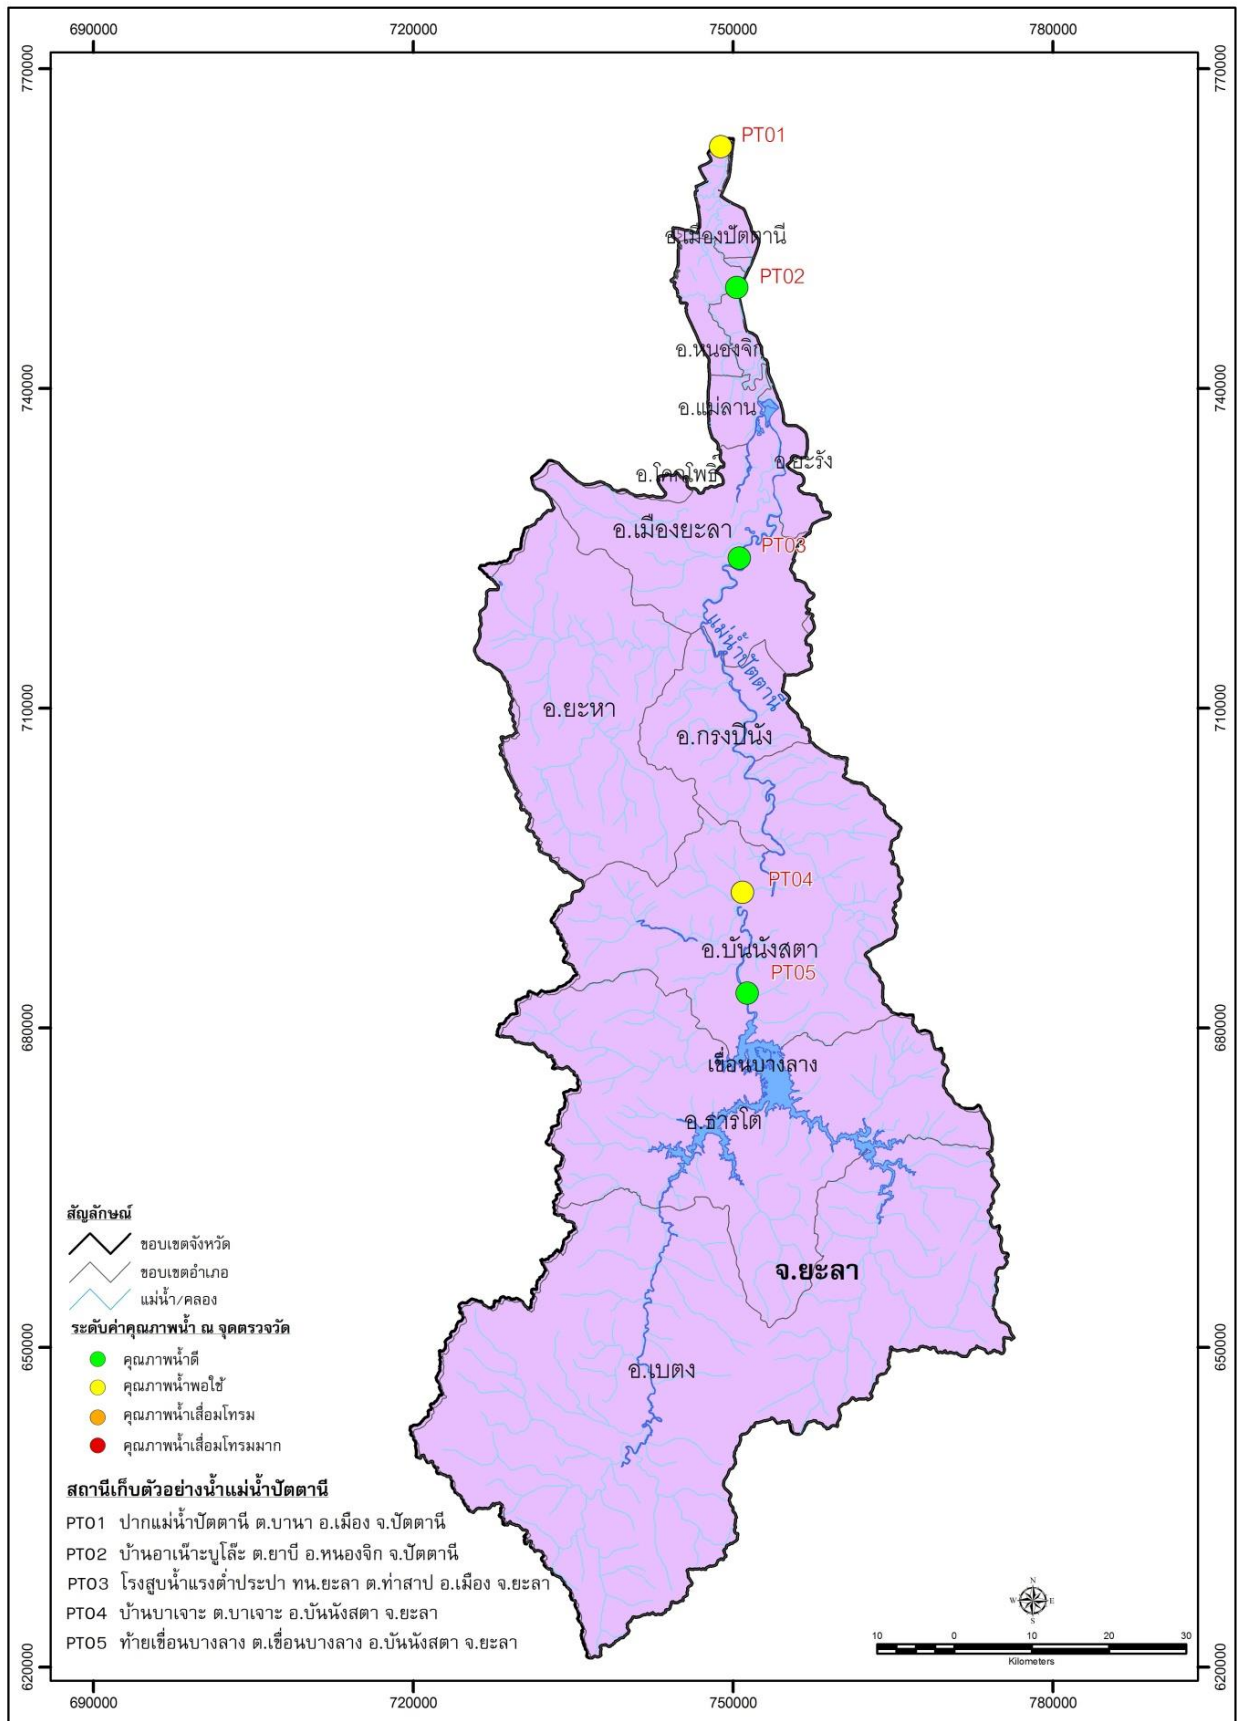 690000 720000 750000 780000
770000 770000
PT01
อ.เมืองปัตตานี
PT02
อ.หนองจิก
740000 740000
อ.แม่ลาน
อ.ยะรัง
อ.โคกโพธิ์
อ.เมืองยะลา
PT03
แม่น้ำปัตตานี
710000 710000
อ.ยะหา
อ.กรงปินัง
PT04
อ.บันนังสตา
PT05
680000 680000
เขื่อนบางลาง
อ.ธารโต
สัญลักษณ์
ขอบเขตจังหวัด
ขอบเขตอำเภอ
แม่น้ำ/คลอง
จ.ยะลา
ระดับค่าคุณภาพน้ำ ณ จุดตรวจวัด
คุณภาพน้ำดี
คุณภาพน้ำพอใช้
คุณภาพน้ำเสื่อมโทรม
คุณภาพน้ำเสื่อมโทรมมาก
650000 650000
อ.เบตง
สถานีเก็บตัวอย่างน้ำแม่น้ำปัตตานี
PT01 ปากแม่น้ำปัตตานี ต.บานา อ.เมือง จ.ปัตตานี
PT02 บ้านอาเน๊าะบูโล๊ะ ต.ยาบี อ.หนองจิก จ.ปัตตานี
PT03 โรงสูบน้ำแรงต่ำประปา ทน.ยะลา ต.ท่าสาป อ.เมือง จ.ยะลา
PT04 บ้านบาเจาะ ต.บาเจาะ อ.บันนังสตา จ.ยะลา
PT05 ท้ายเขื่อนบางลาง ต.เขื่อนบางลาง อ.บันนังสตา จ.ยะลา
N
W E
S
10 0 10 20 30
Kilometers
620000 620000
690000 720000 750000 780000